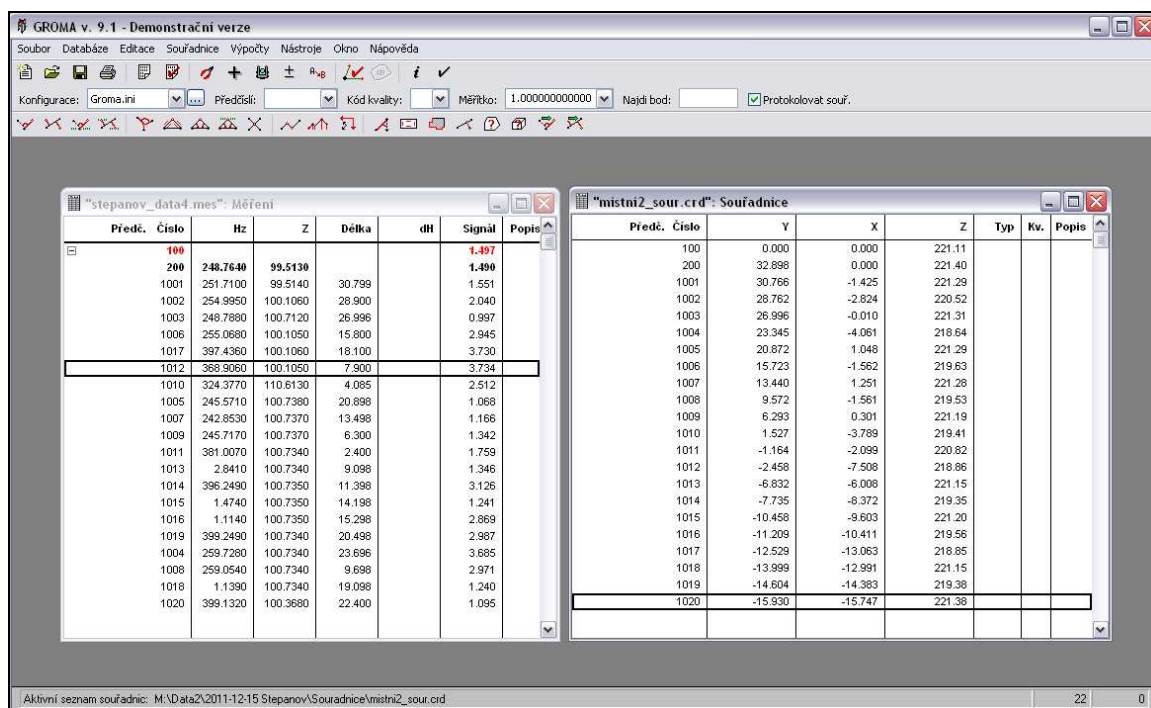 GROMA v. 9.1 - Demonstrační verze
Soubor Databáze Editace Souřadnice Výpočty Nástroje Okno Nápověda
Konfigurace: Groma.ini ... Předčíslí: Kód kvality: Měřítko: 1.000000000000 Najdi bod: Protokolovat souř.
"stepanov_data4.mes": Měření
Předč. Číslo Hz Z Délka dH Signál Popis
100 1.497
200 248.7640 99.5130 1.490
1001 251.7100 99.5140 30.799 1.551
1002 254.9950 100.1060 28.900 2.040
1003 248.7880 100.7120 26.996 0.997
1006 255.0680 100.1050 15.800 2.945
1017 397.4360 100.1060 18.100 3.730
1012 368.9060 100.1050 7.900 3.734
1010 324.3770 110.6130 4.085 2.512
1005 245.5710 100.7380 20.898 1.068
1007 242.8530 100.7370 13.498 1.166
1009 245.7170 100.7370 6.300 1.342
1011 381.0070 100.7340 2.400 1.759
1013 2.8410 100.7340 9.098 1.346
1014 396.2490 100.7350 11.398 3.126
1015 1.4740 100.7350 14.198 1.241
1016 1.1140 100.7350 15.298 2.869
1019 399.2490 100.7340 20.498 2.987
1004 259.7280 100.7340 23.696 3.685
1008 259.0540 100.7340 9.698 2.971
1018 1.1390 100.7340 19.098 1.240
1020 399.1320 100.3680 22.400 1.095
"mistni2_sour.crd": Souřadnice
Předč. Číslo Y X Z Typ Kv. Popis
100 0.000 0.000 221.11
200 32.898 0.000 221.40
1001 30.766 -1.425 221.29
1002 28.762 -2.824 220.52
1003 26.996 -0.010 221.31
1004 23.345 -4.061 218.64
1005 20.872 1.048 221.29
1006 15.723 -1.562 219.63
1007 13.440 1.251 221.28
1008 9.572 -1.561 219.53
1009 6.293 0.301 221.19
1010 1.527 -3.789 219.41
1011 -1.164 -2.099 220.82
1012 -2.458 -7.508 218.86
1013 -6.832 -6.008 221.15
1014 -7.735 -8.372 219.35
1015 -10.458 -9.603 221.20
1016 -11.209 -10.411 219.56
1017 -12.529 -13.063 218.85
1018 -13.999 -12.991 221.15
1019 -14.604 -14.383 219.38
1020 -15.930 -15.747 221.38
Aktivní seznam souřadnic: M:\Data2\2011-12-15 Stepanov\Souradnice\mistni2_sour.crd 22 0